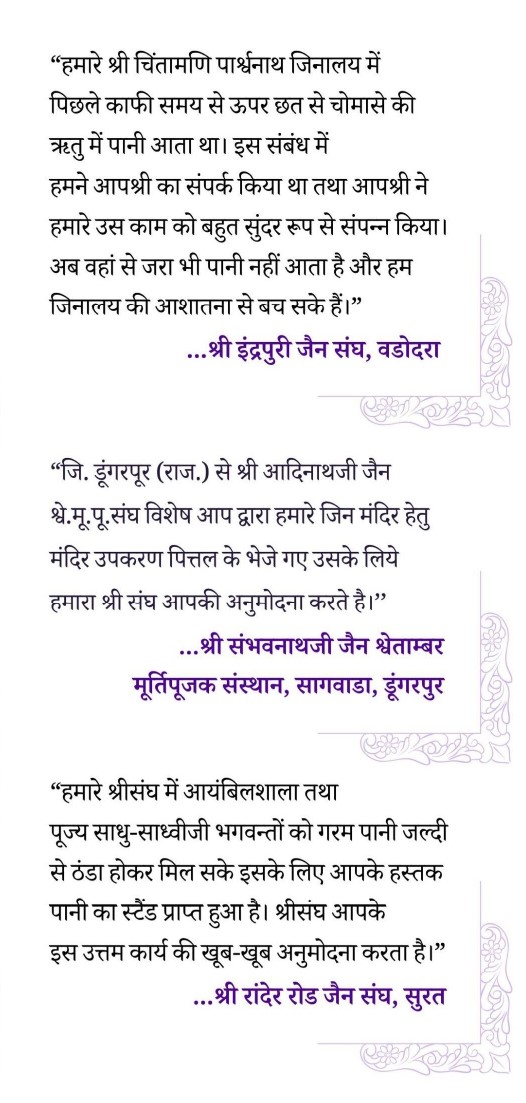 “हमारे श्री चिंतामणि पार्श्वनाथ जिनालय में
पिछले काफी समय से ऊपर छत से चोमासे की
ऋतु में पानी आता था। इस संबंध में
हमने आपश्री का संपर्क किया था तथा आपश्री ने
हमारे उस काम को बहुत सुंदर रूप से संपन्न किया।
अब वहां से जरा भी पानी नहीं आता है और हम
जिनालय की आशातना से बच सके हैं।”
...श्री इंद्रपुरी जैन संघ, वडोदरा
“जि. डूंगरपूर (राज.) से श्री आदिनाथजी जैन
श्वे.मू.पू.संघ विशेष आप द्वारा हमारे जिन मंदिर हेतु
मंदिर उपकरण पित्तल के भेजे गए उसके लिये
हमारा श्री संघ आपकी अनुमोदना करते है।’’
...श्री संभवनाथजी जैन श्वेताम्बर
मूर्तिपूजक संस्थान, सागवाडा, डूंगरपुर
“हमारे श्रीसंघ में आयंबिलशाला तथा
पूज्य साधु-साध्वीजी भगवन्तों को गरम पानी जल्दी
से ठंडा होकर मिल सके इसके लिए आपके हस्तक
पानी का स्टैंड प्राप्त हुआ है। श्रीसंघ आपके
इस उत्तम कार्य की खूब-खूब अनुमोदना करता है।”
...श्री रांदेर रोड जैन संघ, सुरत